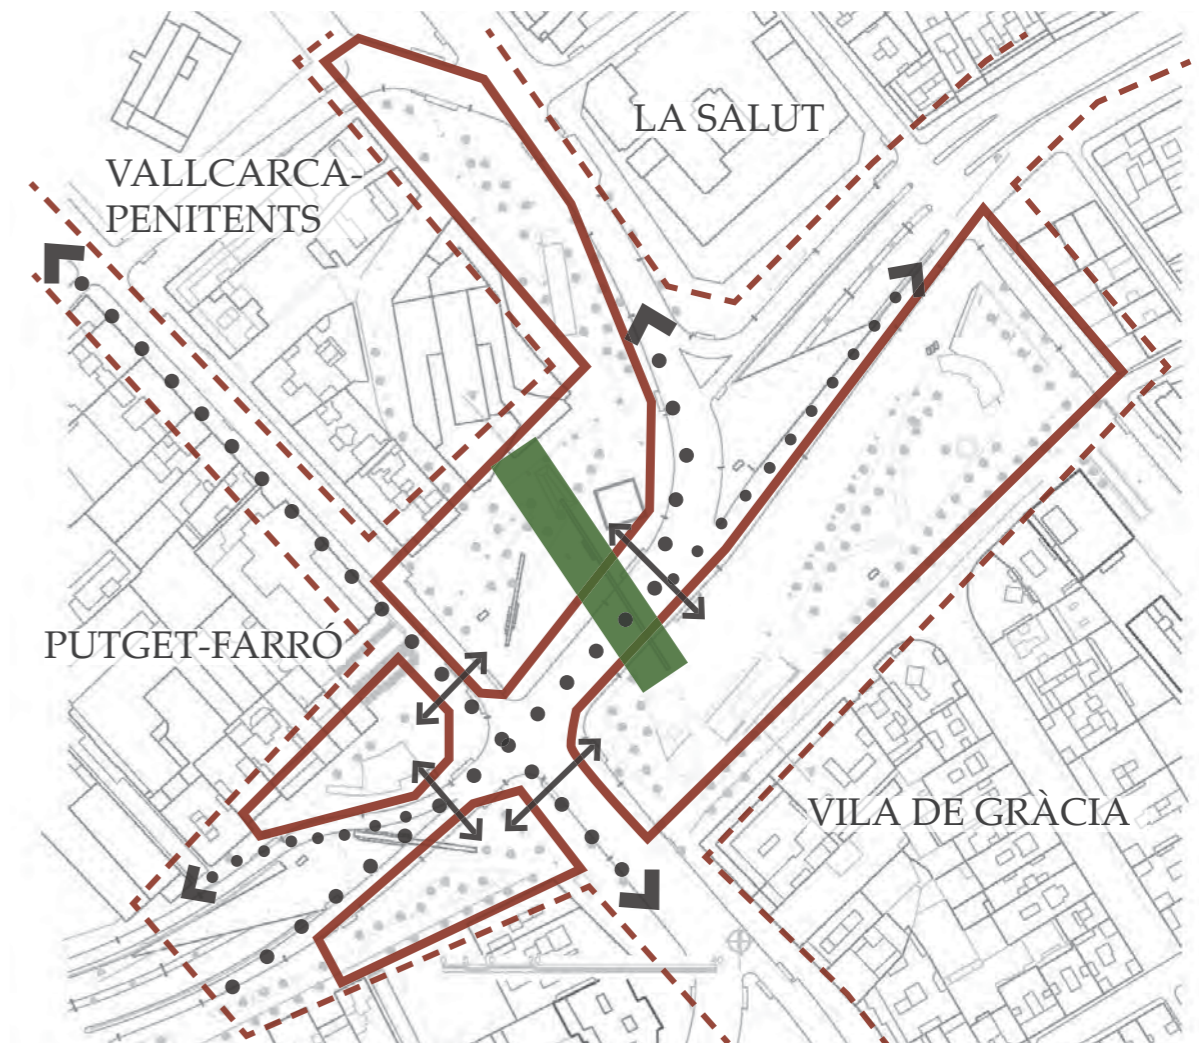 LA SALUT
VALLCARCA-
PENITENTS
PUTGET-FARRÓ
VILA DE GRÀCIA